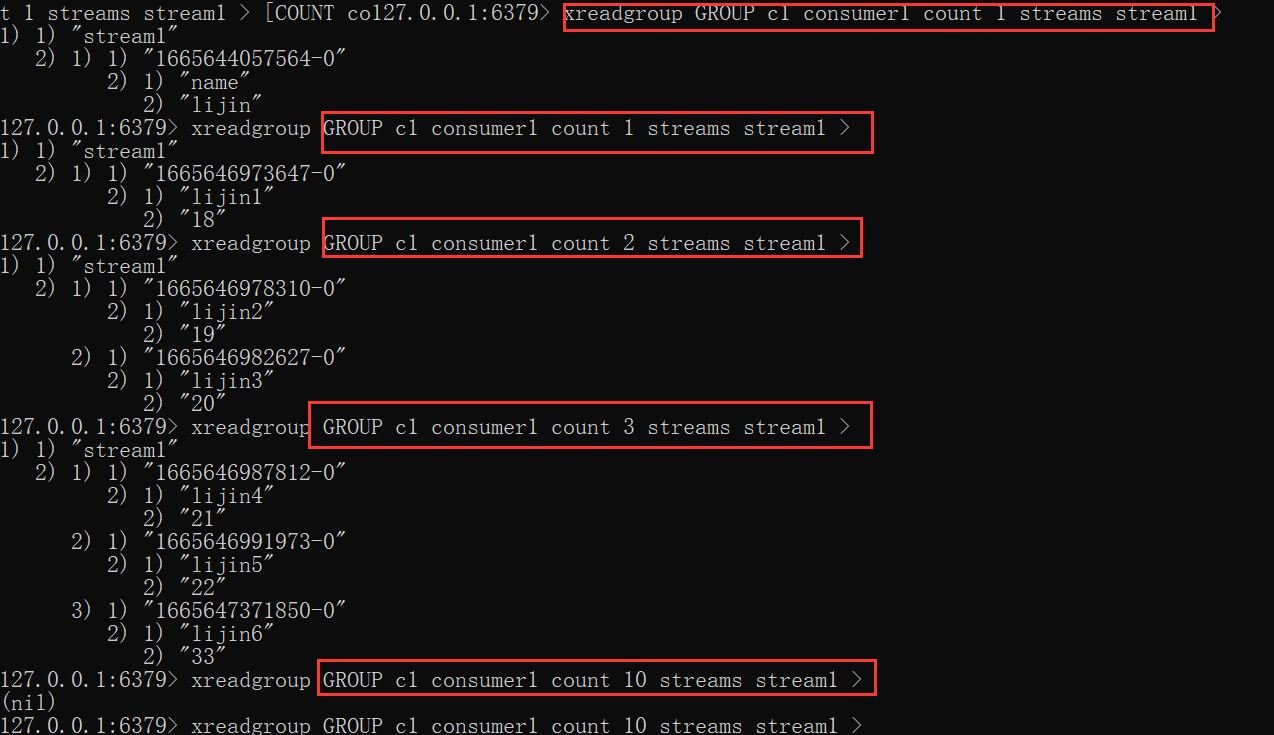 t 1 streams stream1 > [COUNT co127.0.0.1:6379> xreadgroup GROUP c1 consumer1 count 1 streams stream1 >
1) 1) "stream1"
   2) 1) 1) "1665644057564-0"
         2) 1) "name"
            2) "lijin"
127.0.0.1:6379> xreadgroup GROUP c1 consumer1 count 1 streams stream1 >
1) 1) "stream1"
   2) 1) 1) "1665646973647-0"
         2) 1) "lijin1"
            2) "18"
127.0.0.1:6379> xreadgroup GROUP c1 consumer1 count 2 streams stream1 >
1) 1) "stream1"
   2) 1) 1) "1665646978310-0"
         2) 1) "lijin2"
            2) "19"
      2) 1) "1665646982627-0"
         2) 1) "lijin3"
            2) "20"
127.0.0.1:6379> xreadgroup GROUP c1 consumer1 count 3 streams stream1 >
1) 1) "stream1"
   2) 1) 1) "1665646987812-0"
         2) 1) "lijin4"
            2) "21"
      2) 1) "1665646991973-0"
         2) 1) "lijin5"
            2) "22"
      3) 1) "1665647371850-0"
         2) 1) "lijin6"
            2) "33"
127.0.0.1:6379> xreadgroup GROUP c1 consumer1 count 10 streams stream1 >
(nil)
127.0.0.1:6379> xreadgroup GROUP c1 consumer1 count 10 streams stream1 >